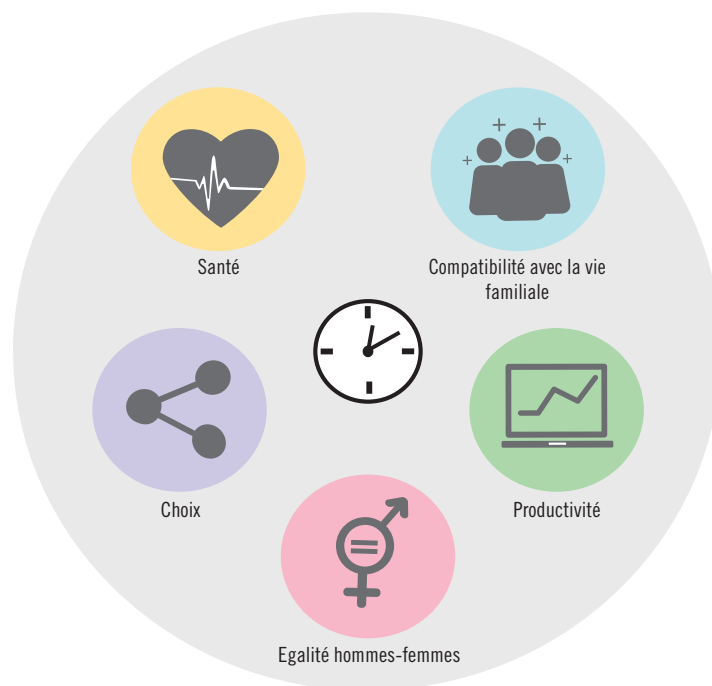 Santé
Compatibilité avec la vie
familiale
Choix
Productivité
Egalité hommes-femmes